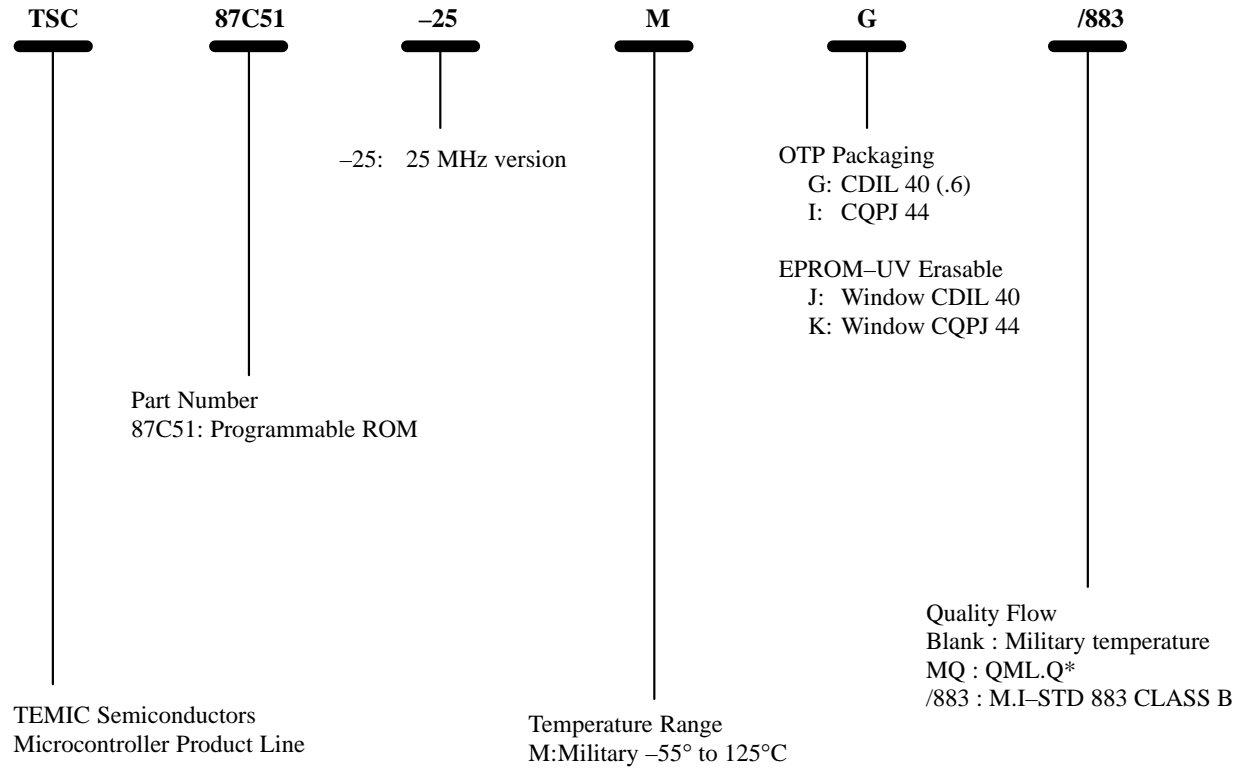 TSC 87C51 –25 M G /883
–25: 25 MHz version
OTP Packaging
G: CDIL 40 (.6)
I: CQPJ 44
EPROM–UV Erasable
J: Window CDIL 40
K: Window CQPJ 44
Part Number
87C51: Programmable ROM
Quality Flow
Blank : Military temperature
MQ : QML.Q*
/883 : M.I–STD 883 CLASS B
TEMIC Semiconductors
Microcontroller Product Line
Temperature Range
M:Military –55° to 125°C